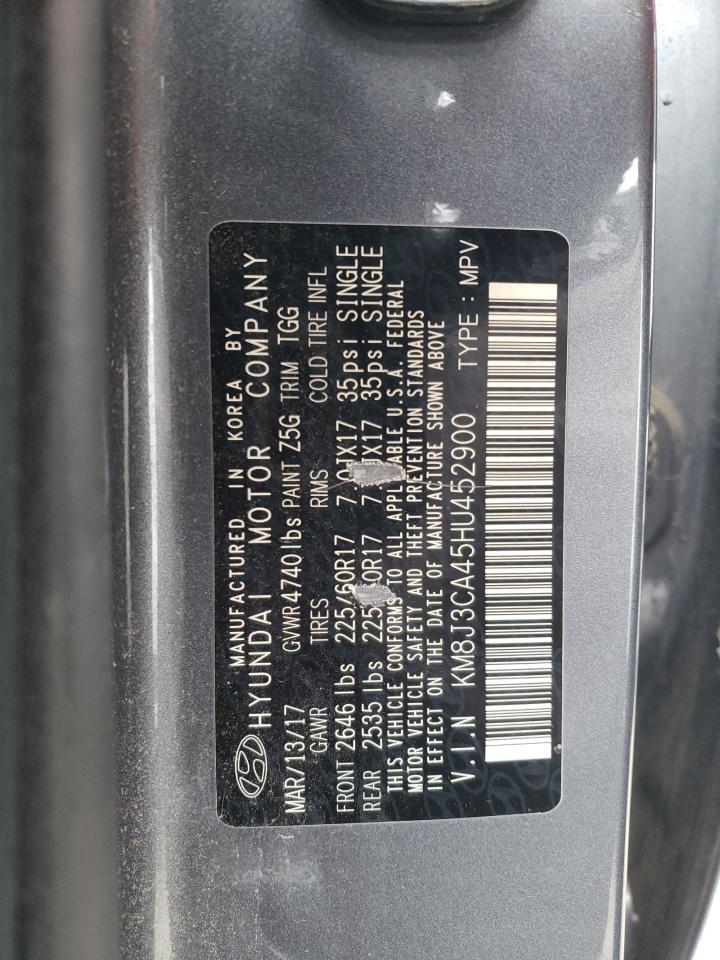 MANUFACTURED IN KOREA BY
HYUNDAI MOTOR COMPANY
MAR/13/17 GVWR 4740 lbs PAINT Z5G TRIM TGG
GAWR TIRES RIMS COLD TIRE INFL
FRONT 2646 lbs 225/60R17 35psi SINGLE
REAR 2535 lbs 35psi SINGLE
THIS VEHICLE CONFORMS TO ALL U.S.A. FEDERAL
MOTOR VEHICLE SAFETY AND THEFT PREVENTION STANDARDS
IN EFFECT ON THE DATE OF MANUFACTURE SHOWN ABOVE
V.I.N KM8J3CA45HU452900 TYPE : MPV